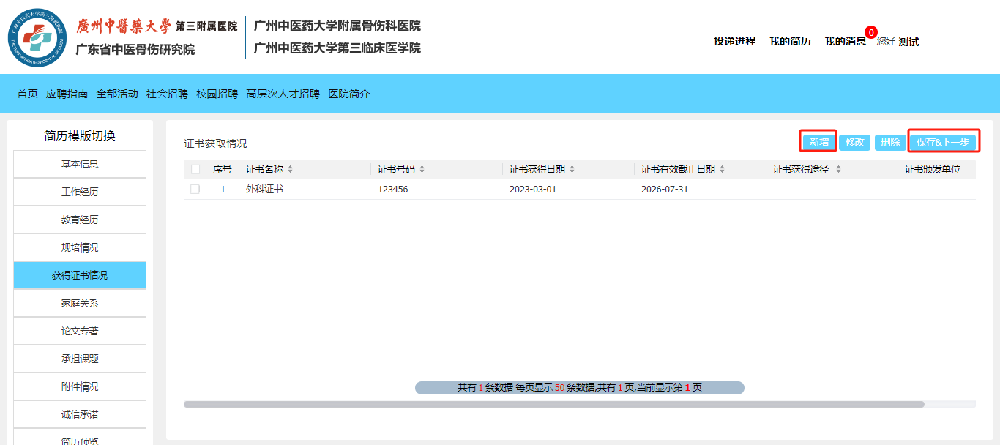 廣州中醫藥大學 第三附属医院
广东省中医骨伤研究院
广州中医药大学附属骨伤科医院
广州中医药大学第三临床医学院
投递进程 我的简历 我的消息 0 您好 测试
首页 应聘指南 全部活动 社会招聘 校园招聘 高层次人才招聘 医院简介
简历模版切换
基本信息
工作经历
教育经历
规培情况
获得证书情况
家庭关系
论文专著
承担课题
附件情况
诚信承诺
简历预览
证书获取情况 新增 修改 删除 保存&下一步
序号 证书名称 证书号码 证书获得日期 证书有效截止日期 证书获得途径 证书颁发单位
1 外科证书 123456 2023-03-01 2026-07-31
共有 1 条数据 每页显示 50 条数据,共有 1 页,当前显示第 1 页